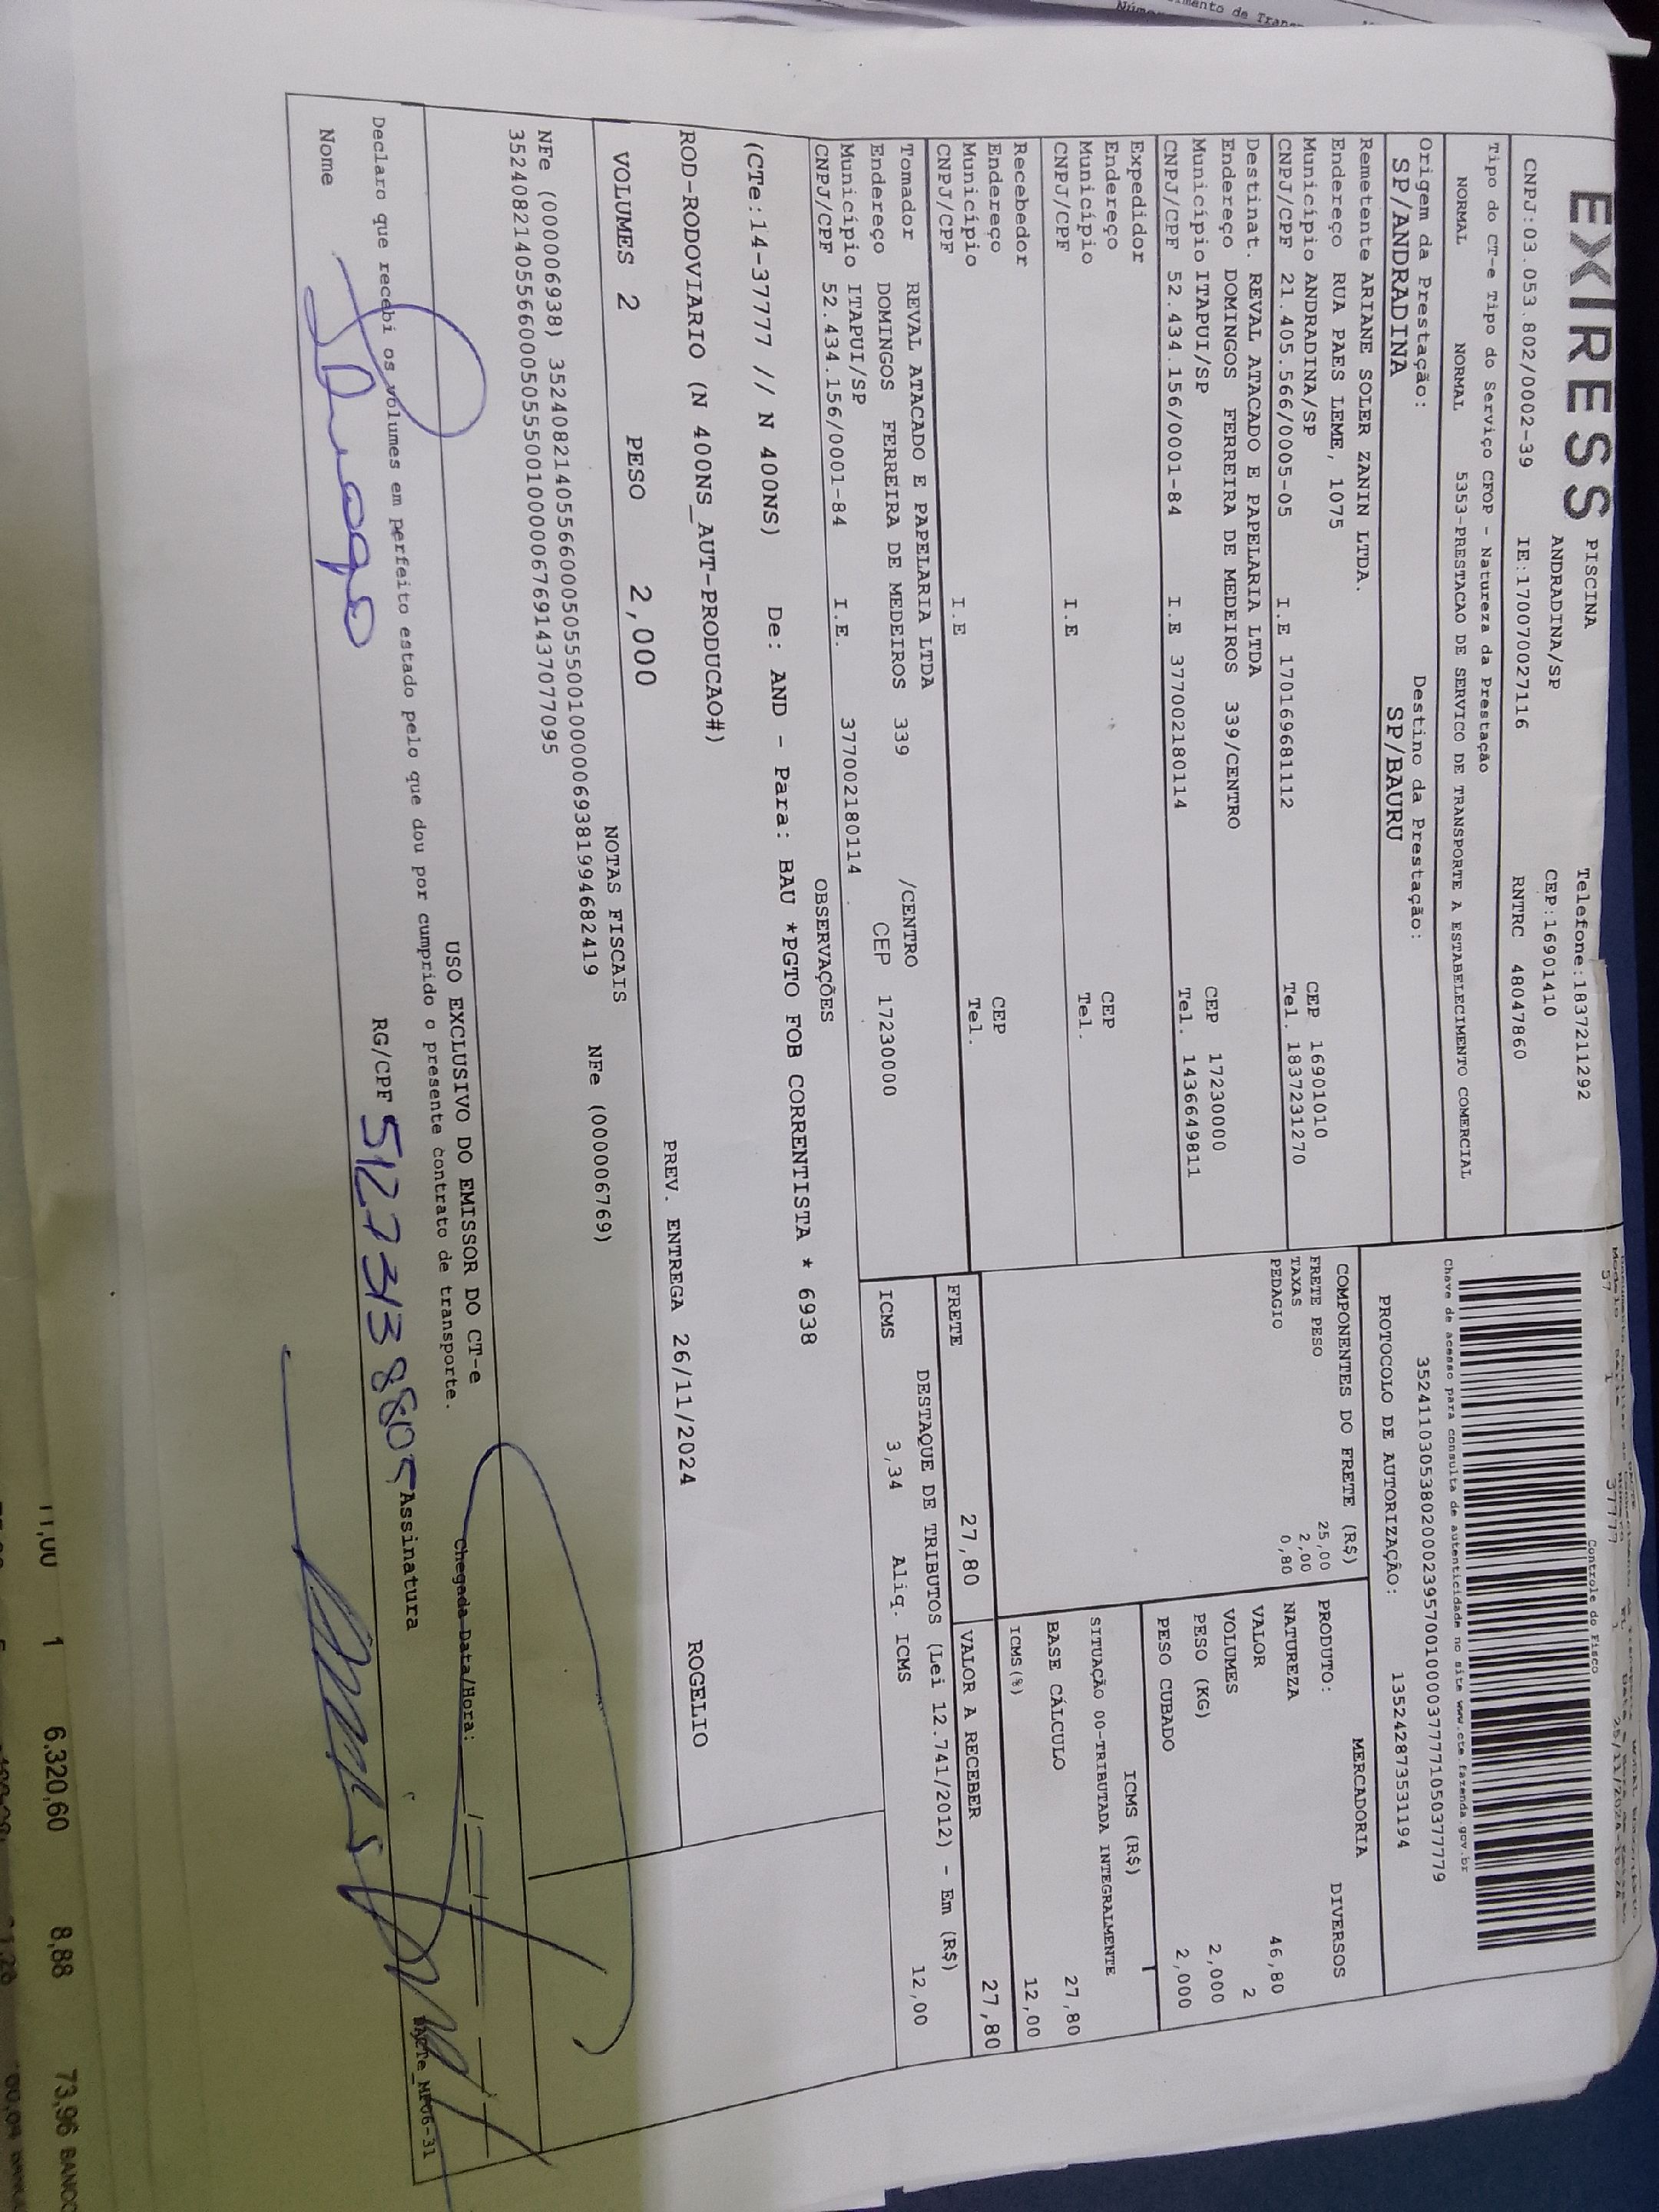 EXIRESS
PISCINA
Telefone:1837211292
ANDRADINA/SP
CEP:16901410
CNPJ:03.053.802/0002-39 IE:170070027116 RNTRC 48047860
Tipo do CT-e Tipo do Serviço CFOP - Natureza da Prestação
NORMAL NORMAL 5353-PRESTACAO DE SERVICO DE TRANSPORTE A ESTABELECIMENTO COMERCIAL
Origem da Prestação: Destino da Prestação:
SP/ANDRADINA SP/BAURU
Remetente ARIANE SOLER ZANIN LTDA.
Endereço RUA PAES LEME, 1075 CEP 16901010
Município ANDRADINA/SP Tel. 1837231270
CNPJ/CPF 21.405.566/0005-05 I.E 170169681112
Destinat. REVAL ATACADO E PAPELARIA LTDA
Endereço DOMINGOS FERREIRA DE MEDEIROS 339/CENTRO CEP 17230000
Município ITAPUI/SP Tel. 1436649811
CNPJ/CPF 52.434.156/0001-84 I.E 377002180114
Expedidor
Endereço CEP
Município Tel.
CNPJ/CPF I.E
Recebedor
Endereço CEP
Município Tel.
CNPJ/CPF I.E
Tomador REVAL ATACADO E PAPELARIA LTDA
Endereço DOMINGOS FERREIRA DE MEDEIROS 339 /CENTRO
Município ITAPUI/SP CEP 17230000
CNPJ/CPF 52.434.156/0001-84 I.E. 377002180114
Modelo
57 1 37777 1
Controle do Fisco
Chave de acesso para consulta de autenticidade no site www.cte.fazenda.gov.br
35241103053802000239570010000377771050377779
PROTOCOLO DE AUTORIZAÇÃO: 135242873531194
COMPONENTES DO FRETE (R$)
FRETE PESO 25,00
TAXAS 2,00
PEDAGIO 0,80
MERCADORIA
PRODUTO: DIVERSOS
NATUREZA
VALOR 46,80
VOLUMES 2
PESO (KG) 2,000
PESO CUBADO 2,000
ICMS (R$)
SITUAÇÃO 00-TRIBUTADA INTEGRALMENTE
BASE CÁLCULO 27,80
ICMS(%) 12,00
FRETE 27,80 VALOR A RECEBER 27,80
DESTAQUE DE TRIBUTOS (Lei 12.741/2012) - Em (R$)
ICMS 3,34 Aliq. ICMS 12,00
OBSERVAÇÕES
(CTe:14-37777 // N 400NS) De: AND - Para: BAU *PGTO FOB CORRENTISTA * 6938
ROD-RODOVIARIO (N 400NS_AUT-PRODUCAO#)
PREV. ENTREGA 26/11/2024 ROGELIO
VOLUMES 2 PESO 2,000
NOTAS FISCAIS
NFe (000006938) 35240821405566000505550010000069381994682419 NFe (000006769)
35240821405566000505550010000067691437077095
USO EXCLUSIVO DO EMISSOR DO CT-e
Declaro que recebi os volumes em perfeito estado pelo que dou por cumprido o presente contrato de transporte.
Chegada Data/Hora:
Nome RG/CPF Assinatura
11,00 1 6.320,60 8,88 73,96